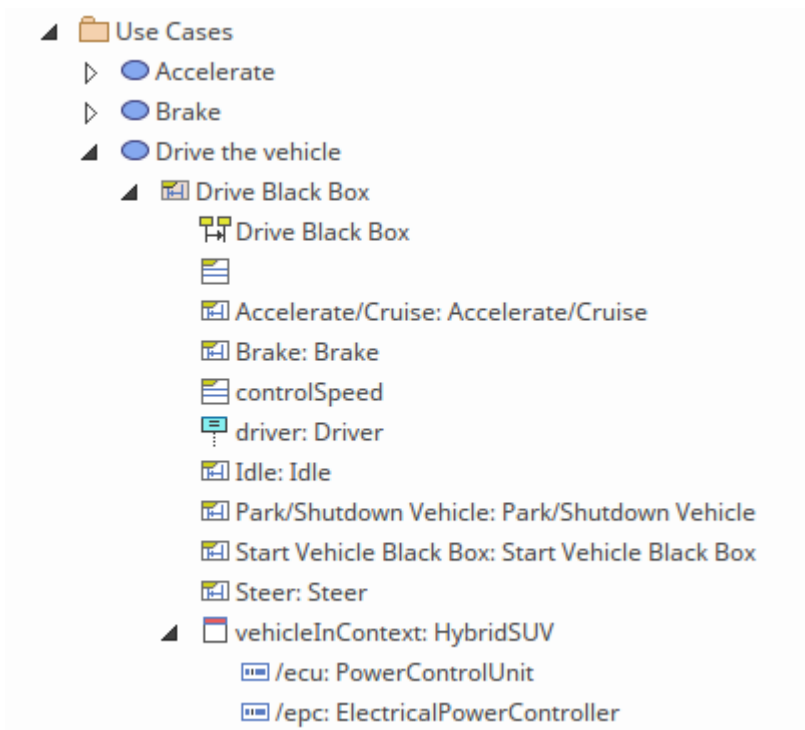 Use Cases
Accelerate
Brake
Drive the vehicle
Drive Black Box
Drive Black Box
Accelerate/Cruise: Accelerate/Cruise
Brake: Brake
controlSpeed
driver: Driver
Idle: Idle
Park/Shutdown Vehicle: Park/Shutdown Vehicle
Start Vehicle Black Box: Start Vehicle Black Box
Steer: Steer
vehicleInContext: HybridSUV
/ecu: PowerControlUnit
/epc: ElectricalPowerController